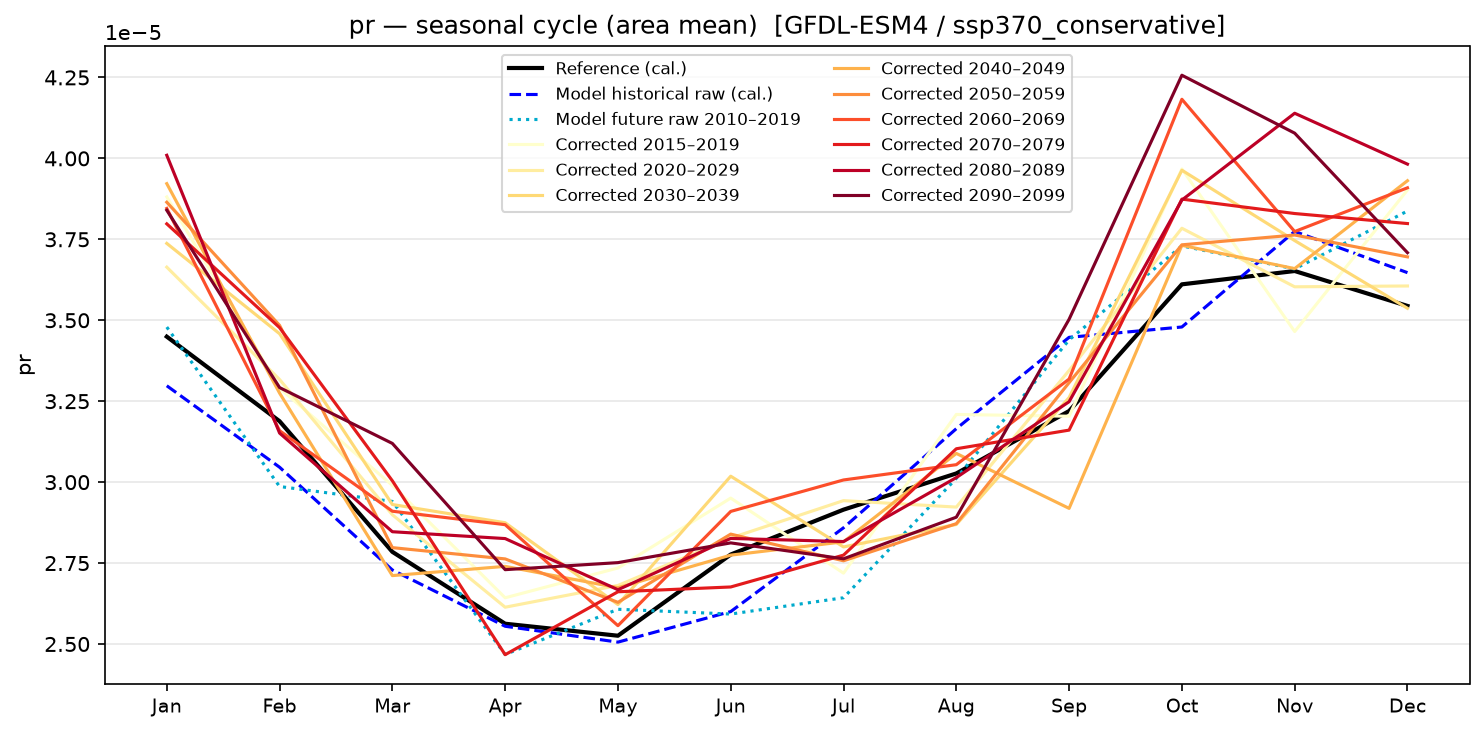 pr — seasonal cycle (area mean)  [GFDL-ESM4 / ssp370_conservative]
1e−5
Reference (cal.)
Model historical raw (cal.)
Model future raw 2010–2019
Corrected 2015–2019
Corrected 2020–2029
Corrected 2030–2039
Corrected 2040–2049
Corrected 2050–2059
Corrected 2060–2069
Corrected 2070–2079
Corrected 2080–2089
Corrected 2090–2099
4.25
4.00
3.75
3.50
3.25
3.00
2.75
2.50
pr
Jan Feb Mar Apr May Jun Jul Aug Sep Oct Nov Dec